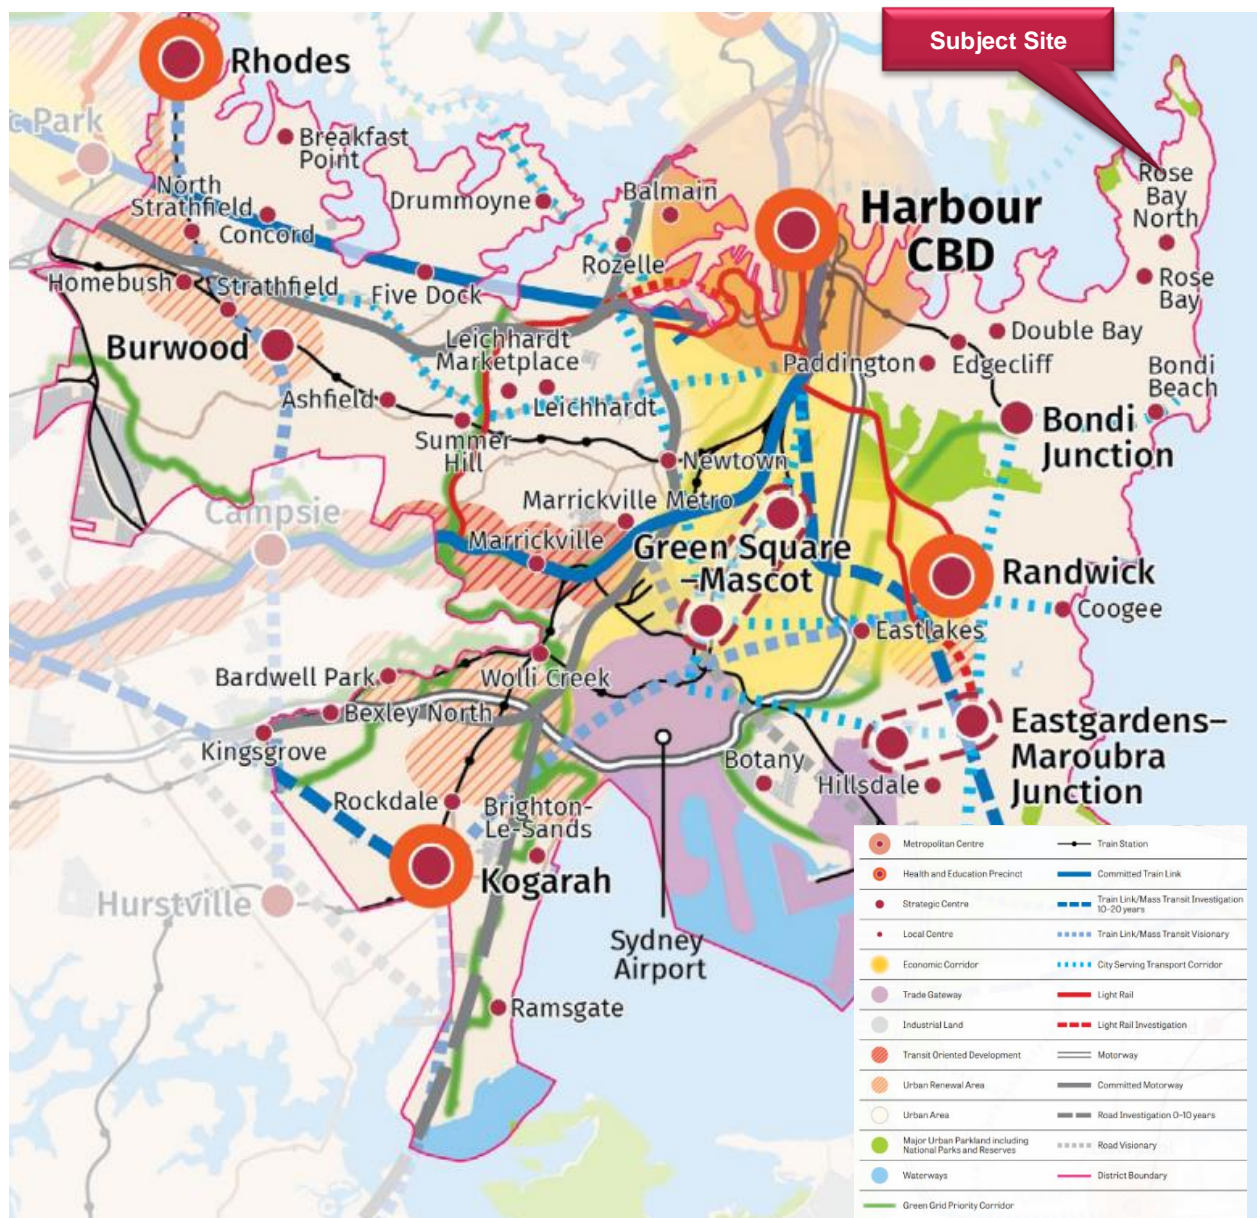 Subject Site
Rhodes
c Park
Breakfast
Point
North
Strathfield
Concord
Drummoyne
Balmain
Harbour
CBD
Rose
Bay
North
Rozelle
Homebush
Strathfield
Five Dock
Rose
Bay
Burwood
Leichhardt
Marketplace
Double Bay
Paddington
Edgecliff
Bondi
Beach
Ashfield
Leichhardt
Bondi
Junction
Summer
Hill
Newtown
Marrickville Metro
Campsie
Marrickville
Green Square
–Mascot
Randwick
Coogee
Eastlakes
Bardwell Park
Wolli Creek
Bexley North
Kingsgrove
Eastgardens–
Maroubra
Junction
Botany
Hillsdale
Rockdale
Brighton-
Le-Sands
Kogarah
Hurstville
Sydney
Airport
Ramsgate
Metropolitan Centre
Train Station
Health and Education Precinct
Committed Train Link
Strategic Centre
Train Link/Mass Transit Investigation
10–20 years
Local Centre
Train Link/Mass Transit Visionary
Economic Corridor
City Serving Transport Corridor
Trade Gateway
Light Rail
Industrial Land
Light Rail Investigation
Transit Oriented Development
Motorway
Urban Renewal Area
Committed Motorway
Urban Area
Road Investigation 0–10 years
Major Urban Parkland including
National Parks and Reserves
Road Visionary
Waterways
District Boundary
Green Grid Priority Corridor